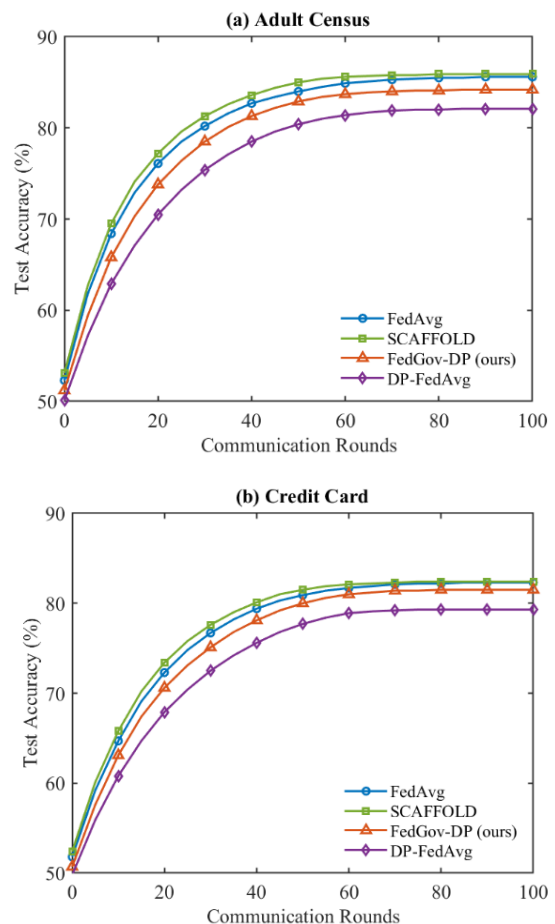 (a) Adult Census
90
80
70
60
50
Test Accuracy (%)
FedAvg
SCAFFOLD
FedGov-DP (ours)
DP-FedAvg
0 20 40 60 80 100
Communication Rounds
(b) Credit Card
90
80
70
60
50
Test Accuracy (%)
FedAvg
SCAFFOLD
FedGov-DP (ours)
DP-FedAvg
0 20 40 60 80 100
Communication Rounds